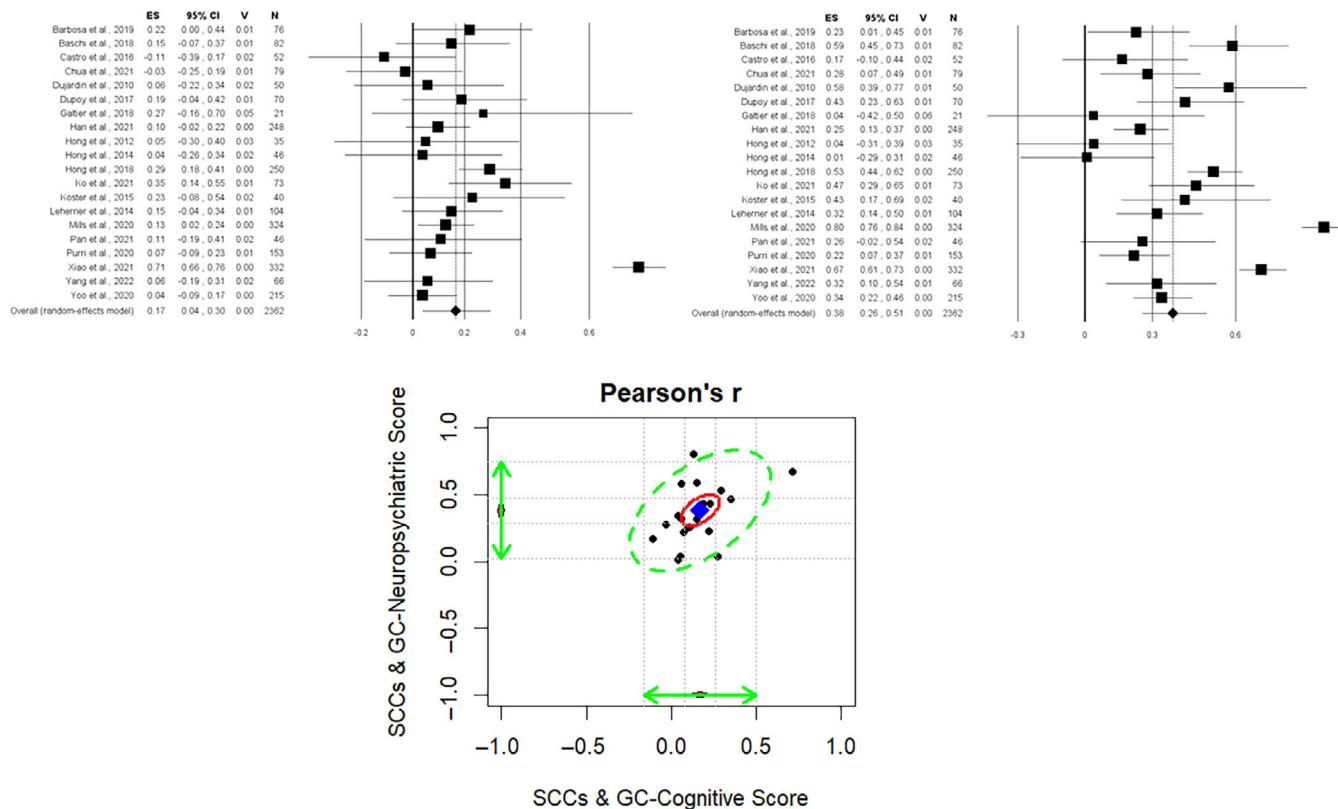 ES 95% CI V N
Barbosa et al., 2019 0.22 0.00 , 0.44 0.01 76
Baschi et al., 2018 0.15 -0.07 , 0.37 0.01 82
Castro et al., 2016 -0.11 -0.39 , 0.17 0.02 52
Chua et al., 2021 -0.03 -0.25 , 0.19 0.01 79
Dujardin et al., 2010 0.06 -0.22 , 0.34 0.02 50
Dupoy et al., 2017 0.19 -0.04 , 0.42 0.01 70
Galtier et al., 2018 0.27 -0.16 , 0.70 0.05 21
Han et al., 2021 0.10 -0.02 , 0.22 0.00 248
Hong et al., 2012 0.05 -0.30 , 0.40 0.03 35
Hong et al., 2014 0.04 -0.26 , 0.34 0.02 46
Hong et al., 2018 0.29 0.18 , 0.41 0.00 250
Ko et al., 2021 0.35 0.14 , 0.55 0.01 73
Koster et al., 2015 0.23 -0.08 , 0.54 0.02 40
Leherner et al., 2014 0.15 -0.04 , 0.34 0.01 104
Mills et al., 2020 0.13 0.02 , 0.24 0.00 324
Pan et al., 2021 0.11 -0.19 , 0.41 0.02 46
Purri et al., 2020 0.07 -0.09 , 0.23 0.01 153
Xiao et al., 2021 0.71 0.66 , 0.76 0.00 332
Yang et al., 2022 0.06 -0.19 , 0.31 0.02 66
Yoo et al., 2020 0.04 -0.09 , 0.17 0.00 215
Overall (random-effects model) 0.17 0.04 , 0.30 0.00 2362
-0.2 0 0.2 0.4 0.6
ES 95% CI V N
Barbosa et al., 2019 0.23 0.01 , 0.45 0.01 76
Baschi et al., 2018 0.59 0.45 , 0.73 0.01 82
Castro et al., 2016 0.17 -0.10 , 0.44 0.02 52
Chua et al., 2021 0.28 0.07 , 0.49 0.01 79
Dujardin et al., 2010 0.58 0.39 , 0.77 0.01 50
Dupoy et al., 2017 0.43 0.23 , 0.63 0.01 70
Galtier et al., 2018 0.04 -0.42 , 0.50 0.06 21
Han et al., 2021 0.25 0.13 , 0.37 0.00 248
Hong et al., 2012 0.04 -0.31 , 0.39 0.03 35
Hong et al., 2014 0.01 -0.29 , 0.31 0.02 46
Hong et al., 2018 0.53 0.44 , 0.62 0.00 250
Ko et al., 2021 0.47 0.29 , 0.65 0.01 73
Koster et al., 2015 0.43 0.17 , 0.69 0.02 40
Leherner et al., 2014 0.32 0.14 , 0.50 0.01 104
Mills et al., 2020 0.80 0.76 , 0.84 0.00 324
Pan et al., 2021 0.26 -0.02 , 0.54 0.02 46
Purri et al., 2020 0.22 0.07 , 0.37 0.01 153
Xiao et al., 2021 0.67 0.61 , 0.73 0.00 332
Yang et al., 2022 0.32 0.10 , 0.54 0.01 66
Yoo et al., 2020 0.34 0.22 , 0.46 0.00 215
Overall (random-effects model) 0.38 0.26 , 0.51 0.00 2362
-0.3 0 0.3 0.6
Pearson's r
SCCs & GC-Neuropsychiatric Score
1.0
0.5
0.0
−0.5
−1.0
−1.0 −0.5 0.0 0.5 1.0
SCCs & GC-Cognitive Score